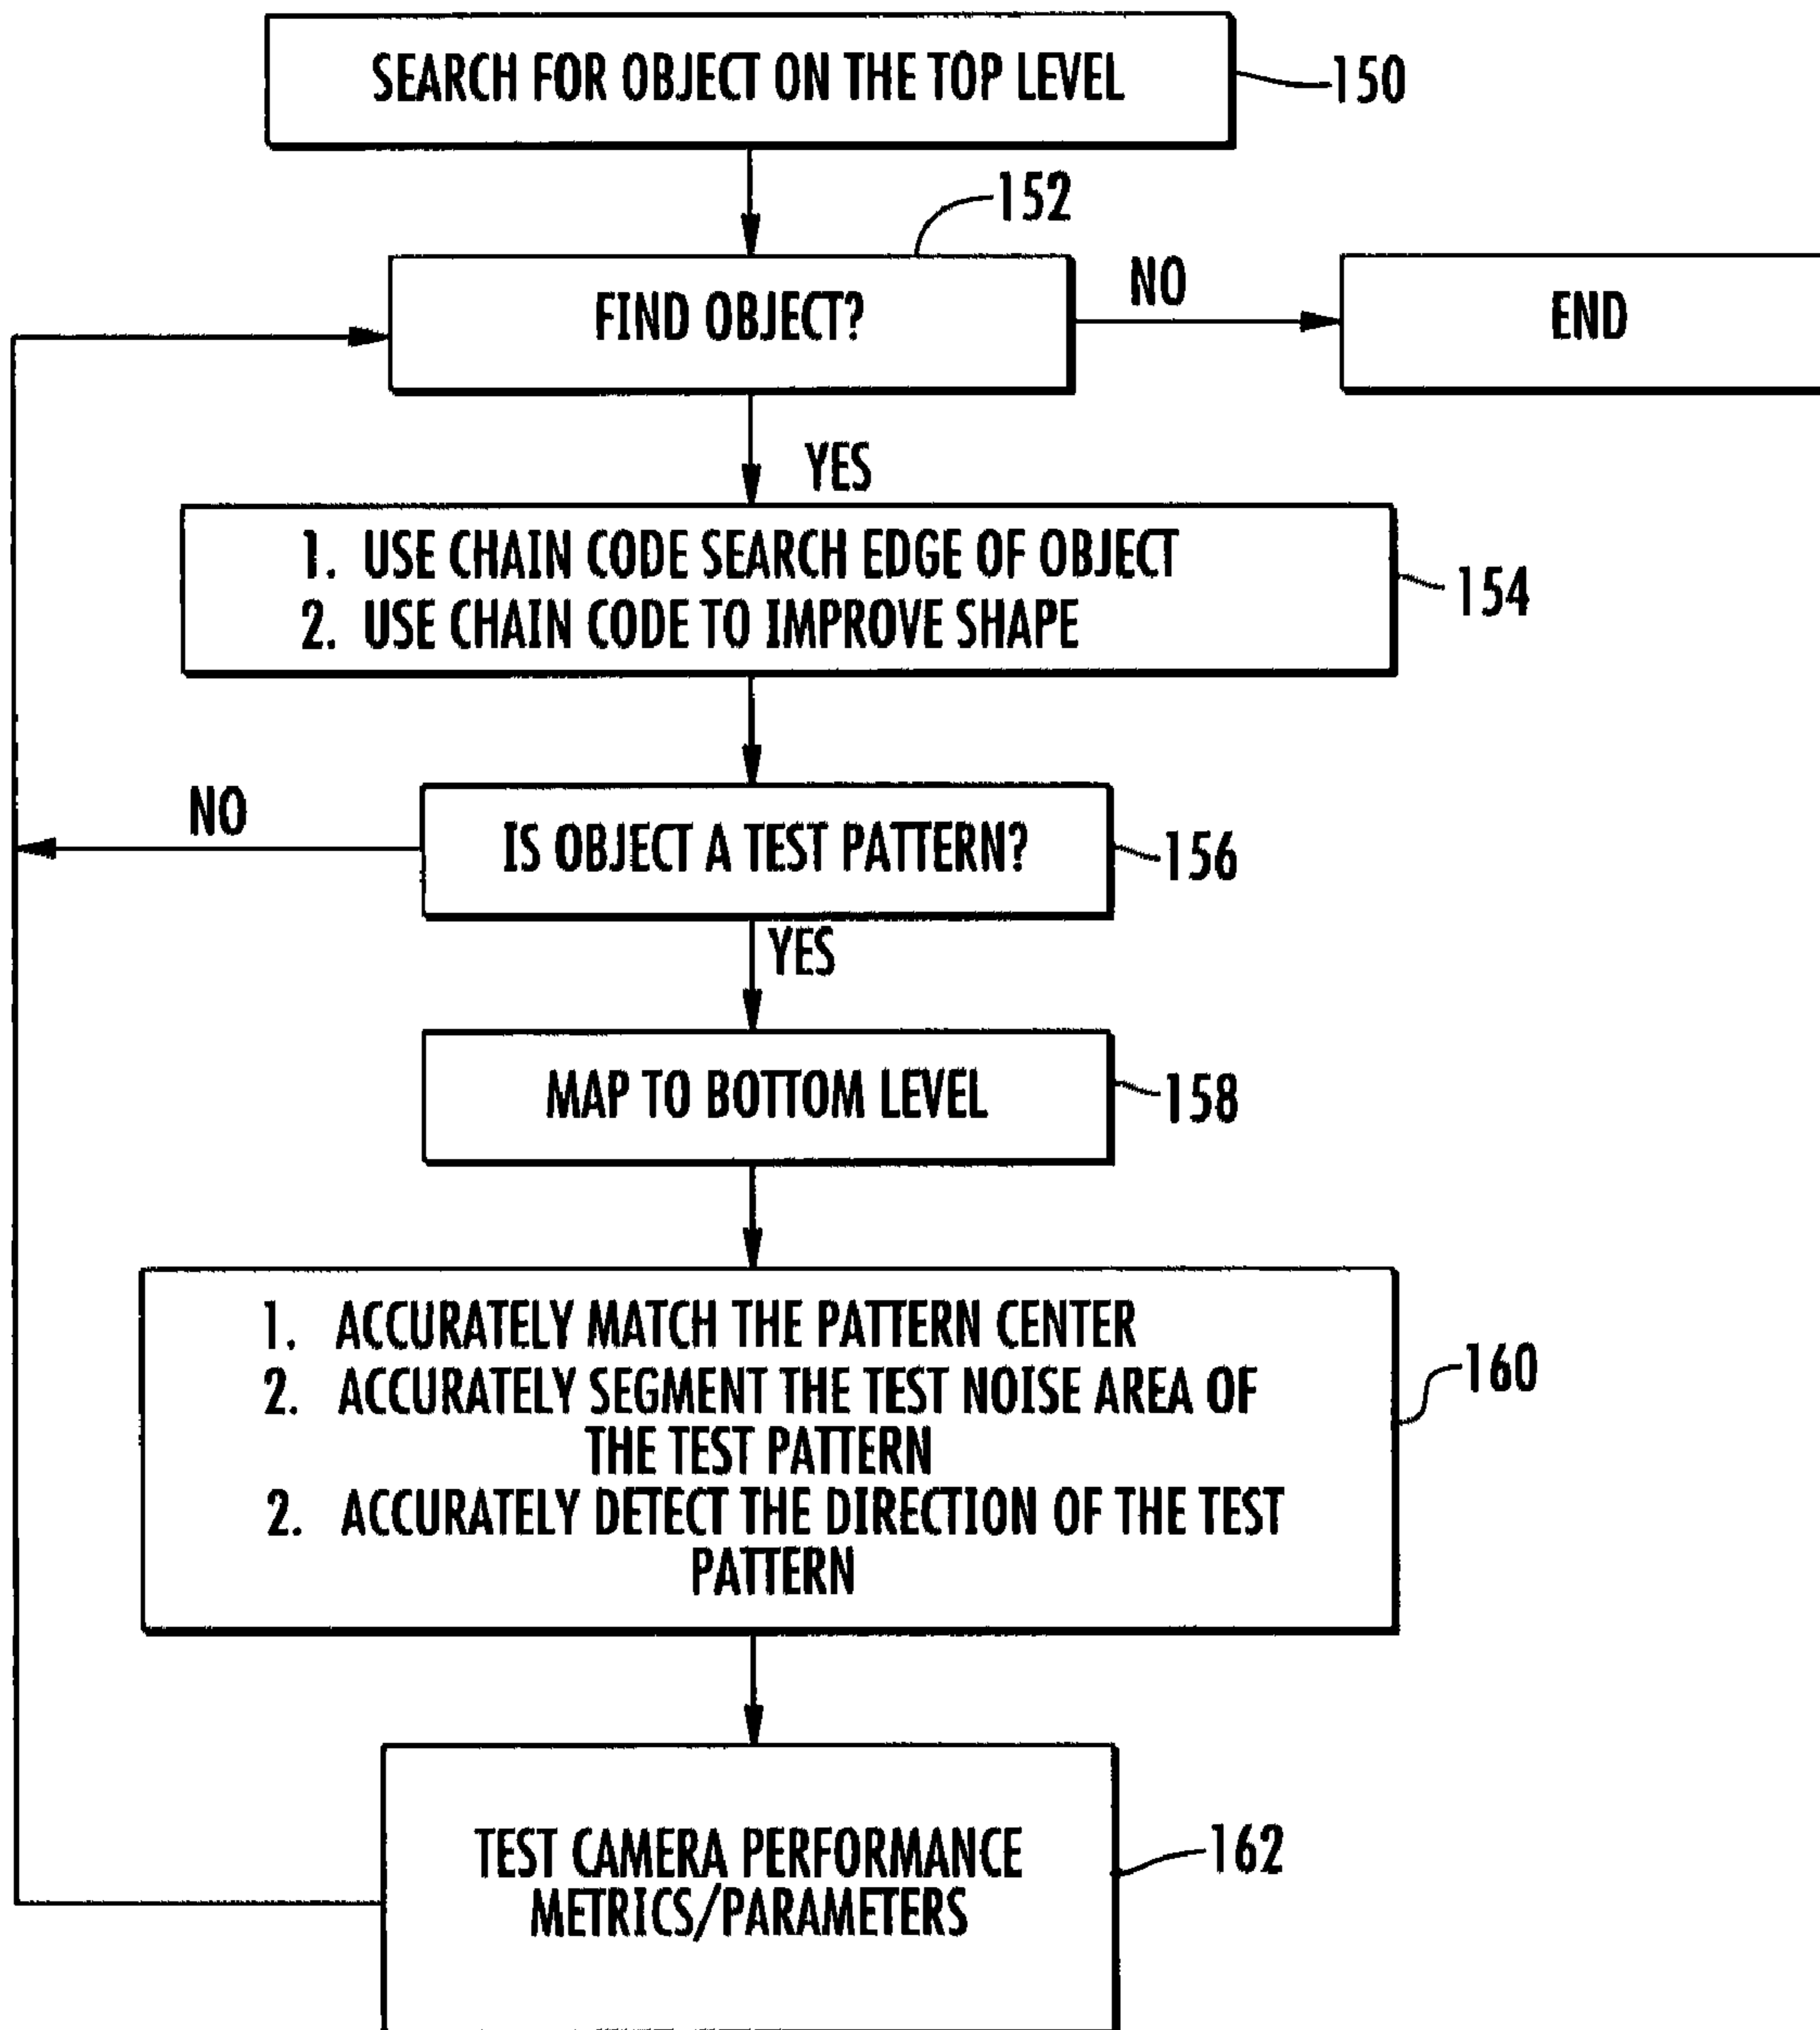 SEARCH FOR OBJECT ON THE TOP LEVEL
150
152
FIND OBJECT?
NO
END
YES
1. USE CHAIN CODE SEARCH EDGE OF OBJECT
2. USE CHAIN CODE TO IMPROVE SHAPE
154
NO
IS OBJECT A TEST PATTERN?
156
YES
MAP TO BOTTOM LEVEL
158
1. ACCURATELY MATCH THE PATTERN CENTER
2. ACCURATELY SEGMENT THE TEST NOISE AREA OF
THE TEST PATTERN
2. ACCURATELY DETECT THE DIRECTION OF THE TEST
PATTERN
160
TEST CAMERA PERFORMANCE
METRICS/PARAMETERS
162